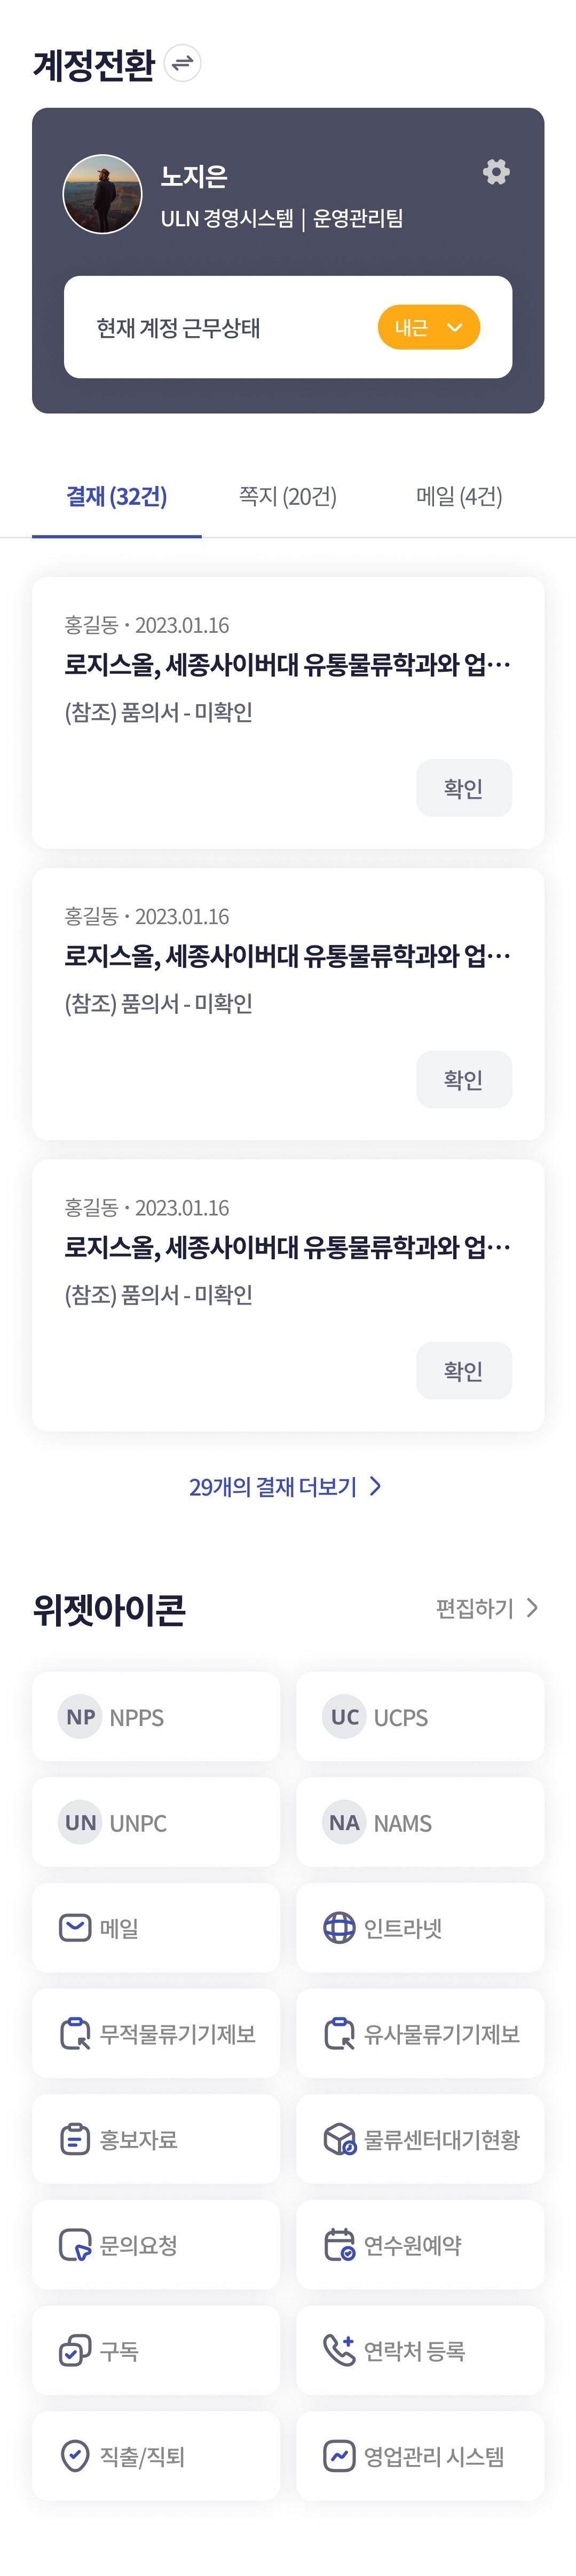 계정전환
노지은
ULN 경영시스템 | 운영관리팀
현재 계정 근무상태
내근
결재 (32건) 쪽지 (20건) 메일 (4건)
홍길동 · 2023.01.16
로지스올, 세종사이버대 유통물류학과와 업···
(참조) 품의서 - 미확인
확인
홍길동 · 2023.01.16
로지스올, 세종사이버대 유통물류학과와 업···
(참조) 품의서 - 미확인
확인
홍길동 · 2023.01.16
로지스올, 세종사이버대 유통물류학과와 업···
(참조) 품의서 - 미확인
확인
29개의 결재 더보기
위젯아이콘 편집하기
NP NPPS UC UCPS
UN UNPC NA NAMS
메일 인트라넷
무적물류기기제보 유사물류기기제보
홍보자료 물류센터대기현황
문의요청 연수원예약
구독 연락처 등록
직출/직퇴 영업관리 시스템